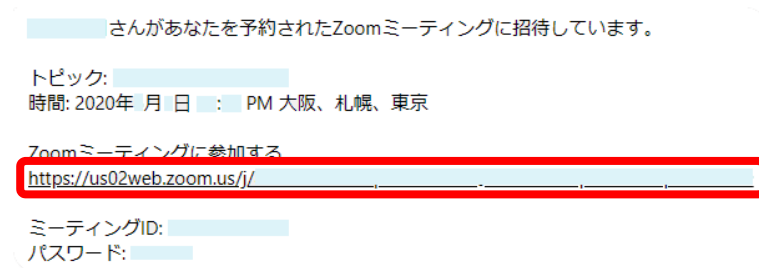 さんがあなたを予約されたZoomミーティングに招待しています。
トピック:
時間: 2020年 月 日 : PM 大阪、札幌、東京
Zoomミーティングに参加する
https://us02web.zoom.us/j/
ミーティングID:
パスワード: